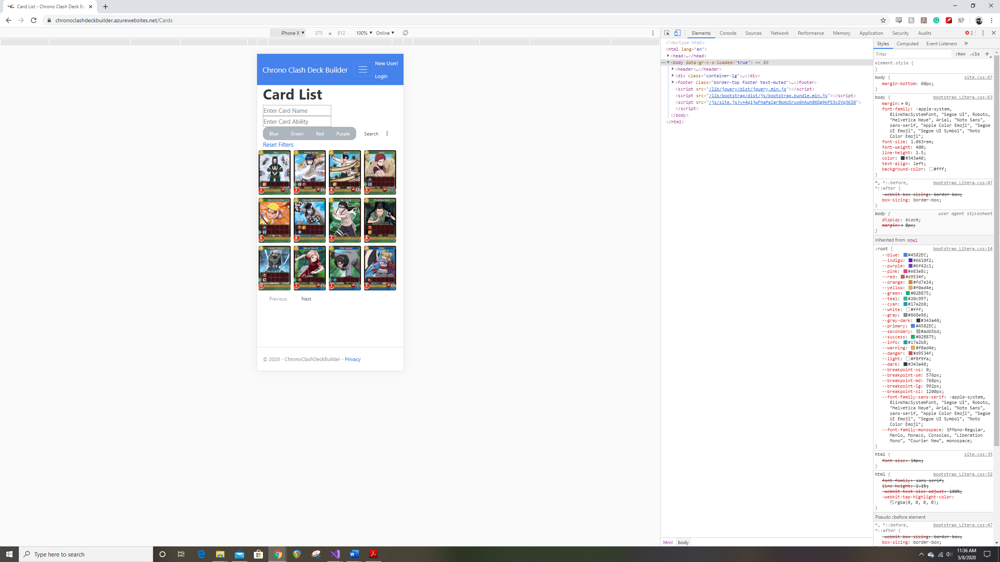 Card List - Chrono Clash Deck Bu
chronoclashdeckbuilder.azurewebsites.net/Cards
iPhone X 375 × 812 100% Online
Chrono Clash Deck Builder
New User!
Login
Card List
Enter Card Name
Enter Card Ability
Blue Green Red Purple Search |
Reset Filters
Haku Hinata Hyuga Tenten Gaara
Naruto Uzumaki Zabuza Momochi Neji Hyuga Shikamaru Nara
Kakashi Hatake Sakura Haruno Kiba Inuzuka Temari
Previous Next
© 2020 - ChronoClashDeckBuilder - Privacy
Elements Console Sources Network Performance Memory Application Security Audits 2
<!doctype html>
<html lang="en">
<head>…</head>
<body data-gr-c-s-loaded="true"> == $0
<header>…</header>
<div class="container-lg">…</div>
<footer class="border-top footer text-muted">…</footer>
<script src="/lib/jquery/dist/jquery.min.js"></script>
<script src="/lib/bootstrap/dist/js/bootstrap.bundle.min.js"></script>
<script src="/js/site.js?v=4q1jwFhaPaZgr8WAUSrux6hAuh0XDg9kPS3xIVq36I0">
</script>
</body>
</html>
html body
Styles Computed Event Listeners »
Filter :hov .cls +
element.style {
}
body { site.css:67
margin-bottom: 60px;
}
body { bootstrap_Litera.css:63
margin: 0;
font-family: -apple-system,
BlinkMacSystemFont, "Segoe UI", Roboto,
"Helvetica Neue", Arial, "Noto Sans",
sans-serif, "Apple Color Emoji", "Segoe
UI Emoji", "Segoe UI Symbol", "Noto
Color Emoji";
font-size: 1.063rem;
font-weight: 400;
line-height: 1.5;
color: #343a40;
text-align: left;
background-color: #fff;
}
*, *::before, bootstrap_Litera.css:47
*::after {
-webkit-box-sizing: border-box;
box-sizing: border-box;
}
body { user agent stylesheet
display: block;
margin: 8px;
}
Inherited from html
:root { bootstrap_Litera.css:14
--blue: #4582EC;
--indigo: #6610f2;
--purple: #6f42c1;
--pink: #e83e8c;
--red: #d9534f;
--orange: #fd7e14;
--yellow: #f0ad4e;
--green: #02B875;
--teal: #20c997;
--cyan: #17a2b8;
--white: #fff;
--gray: #868e96;
--gray-dark: #343a40;
--primary: #4582EC;
--secondary: #adb5bd;
--success: #02B875;
--info: #17a2b8;
--warning: #f0ad4e;
--danger: #d9534f;
--light: #f8f9fa;
--dark: #343a40;
--breakpoint-xs: 0;
--breakpoint-sm: 576px;
--breakpoint-md: 768px;
--breakpoint-lg: 992px;
--breakpoint-xl: 1200px;
--font-family-sans-serif: -apple-system,
BlinkMacSystemFont, "Segoe UI", Roboto,
"Helvetica Neue", Arial, "Noto Sans",
sans-serif, "Apple Color Emoji", "Segoe
UI Emoji", "Segoe UI Symbol", "Noto
Color Emoji";
--font-family-monospace: SFMono-Regular,
Menlo, Monaco, Consolas, "Liberation
Mono", "Courier New", monospace;
}
html { site.css:35
font-size: 14px;
}
html { bootstrap_Litera.css:52
font-family: sans-serif;
line-height: 1.15;
-webkit-text-size-adjust: 100%;
-webkit-tap-highlight-color:
rgba(0, 0, 0, 0);
}
Pseudo ::before element
*, *::before, bootstrap_Litera.css:47
*::after {
-webkit-box-sizing: border-box;
box-sizing: border-box;
Type here to search
11:36 AM
5/8/2020